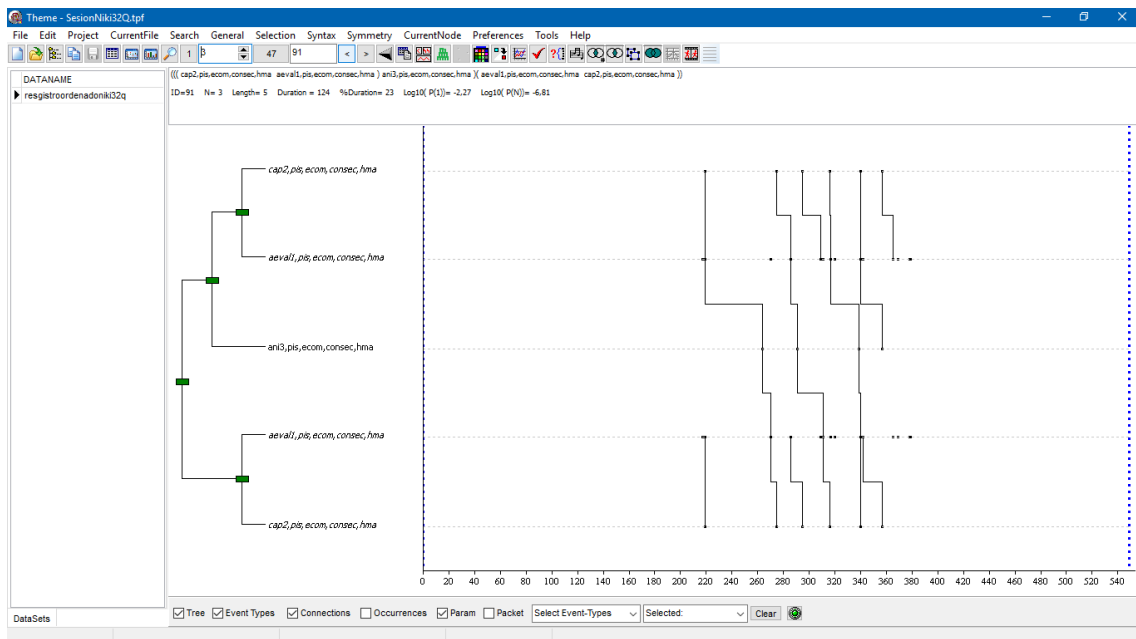 Theme - SesionNiki32Q.tpf
File Edit Project CurrentFile Search General Selection Syntax Symmetry CurrentNode Preferences Tools Help
1 3 47 91 < >
DATANAME
resgistroordenadoniki32q
((( cap2,pis,ecom,consec,hma aeval1,pis,ecom,consec,hma ) ani3,pis,ecom,consec,hma )( aeval1,pis,ecom,consec,hma cap2,pis,ecom,consec,hma ))
ID=91 N= 3 Length= 5 Duration = 124 %Duration= 23 Log10( P(1))= -2,27 Log10( P(N))= -6,81
cap2,pis,ecom,consec,hma
aeval1,pis,ecom,consec,hma
ani3,pis,ecom,consec,hma
aeval1,pis,ecom,consec,hma
cap2,pis,ecom,consec,hma
0 20 40 60 80 100 120 140 160 180 200 220 240 260 280 300 320 340 360 380 400 420 440 460 480 500 520 540
DataSets
Tree Event Types Connections Occurrences Param Packet Select Event-Types Selected: Clear